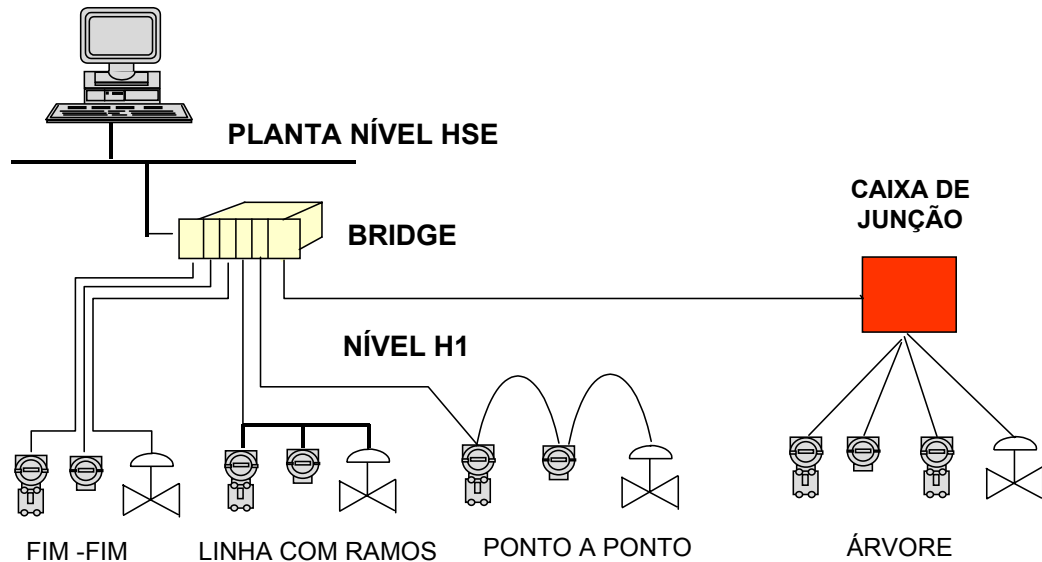 PLANTA NÍVEL HSE
CAIXA DE
JUNÇÃO
BRIDGE
NÍVEL H1
FIM -FIM
LINHA COM RAMOS
PONTO A PONTO
ÁRVORE